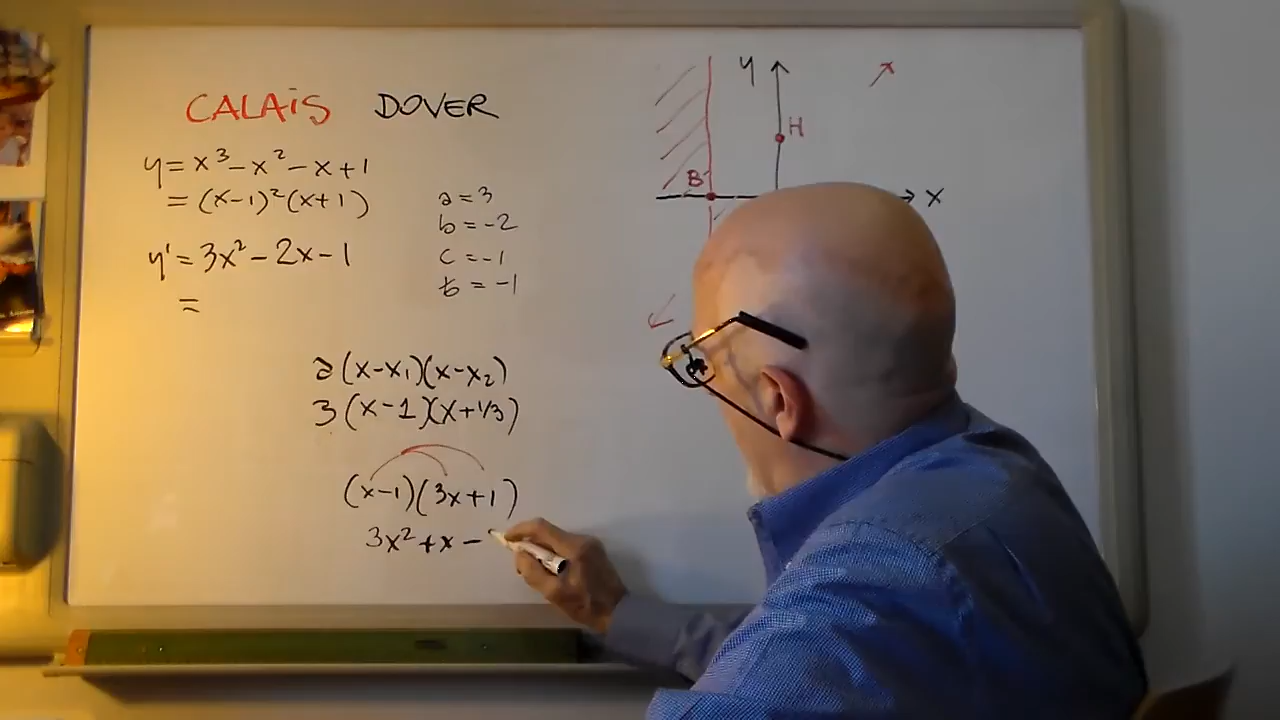 CALAiS DOVER
y = x³ - x² - x + 1
= (x-1)²(x+1)
y' = 3x² - 2x - 1
=
a = 3
b = -2
c = -1
b/2 = -1
a(x-x₁)(x-x₂)
3(x-1)(x+1/3)
(x-1)(3x+1)
3x² + x -
y
H
B
x